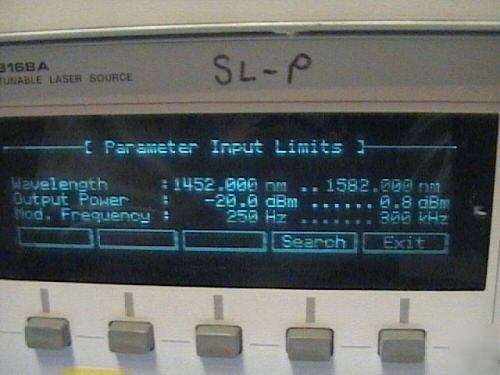 8168A
TUNABLE LASER SOURCE
SL-P
[ Parameter Input Limits ]
Wavelength : 1452.000 nm .. 1582.000 nm
Output Power : -20.0 dBm ...... 0.8 dBm
Mod. Frequency : 250 Hz ....... 300 kHz
Search Exit